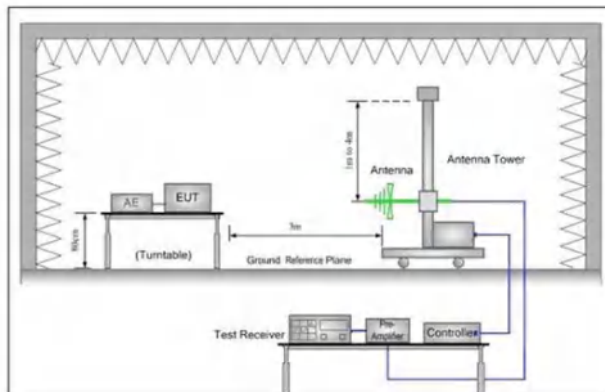 1m to 4m
Antenna
Antenna Tower
AE
EUT
80cm
(Turntable)
3m
Ground Reference Plane
Test Receiver
Pre-
Amplifier
Controller